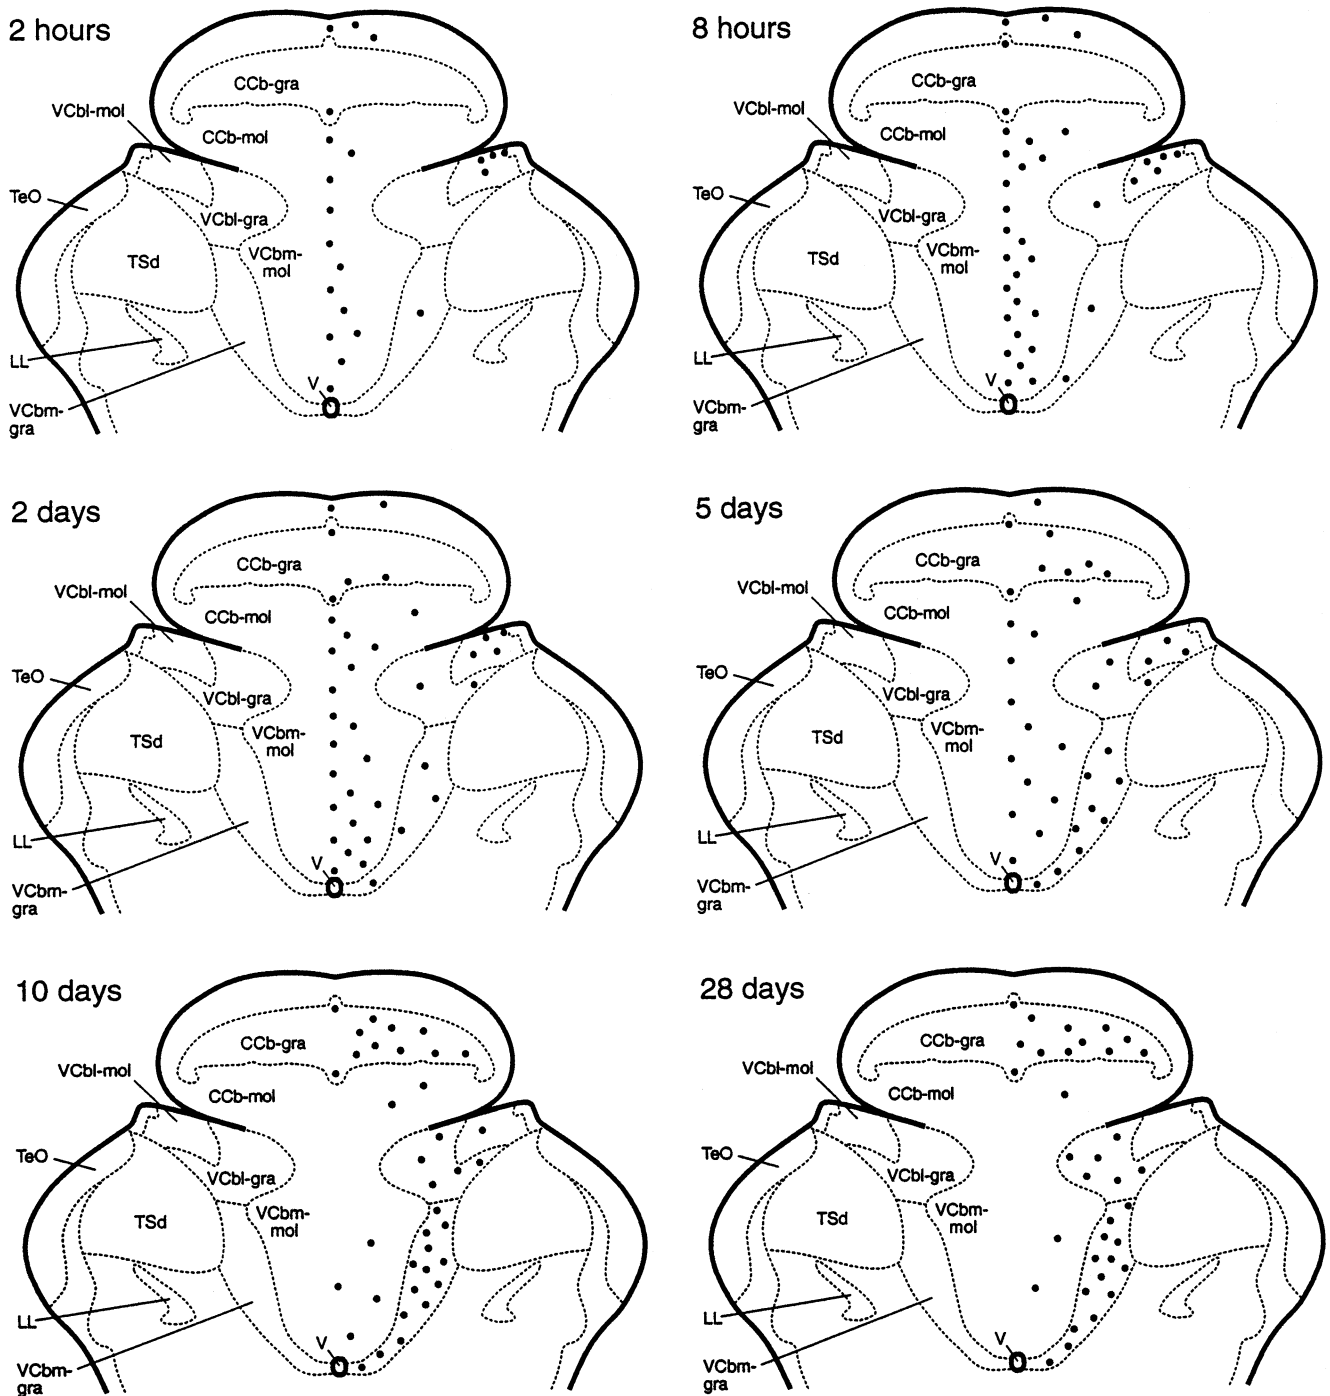 2 hours
CCb-gra
VCbl-mol
CCb-mol
TeO
VCbl-gra
TSd
VCbm-
mol
LL
V
VCbm-
gra
8 hours
CCb-gra
VCbl-mol
CCb-mol
TeO
VCbl-gra
TSd
VCbm-
mol
LL
V
VCbm-
gra
2 days
CCb-gra
VCbl-mol
CCb-mol
TeO
VCbl-gra
TSd
VCbm-
mol
LL
V
VCbm-
gra
5 days
CCb-gra
VCbl-mol
CCb-mol
TeO
VCbl-gra
TSd
VCbm-
mol
LL
V
VCbm-
gra
10 days
CCb-gra
VCbl-mol
CCb-mol
TeO
VCbl-gra
TSd
VCbm-
mol
LL
V
VCbm-
gra
28 days
CCb-gra
VCbl-mol
CCb-mol
TeO
VCbl-gra
TSd
VCbm-
mol
LL
V
VCbm-
gra